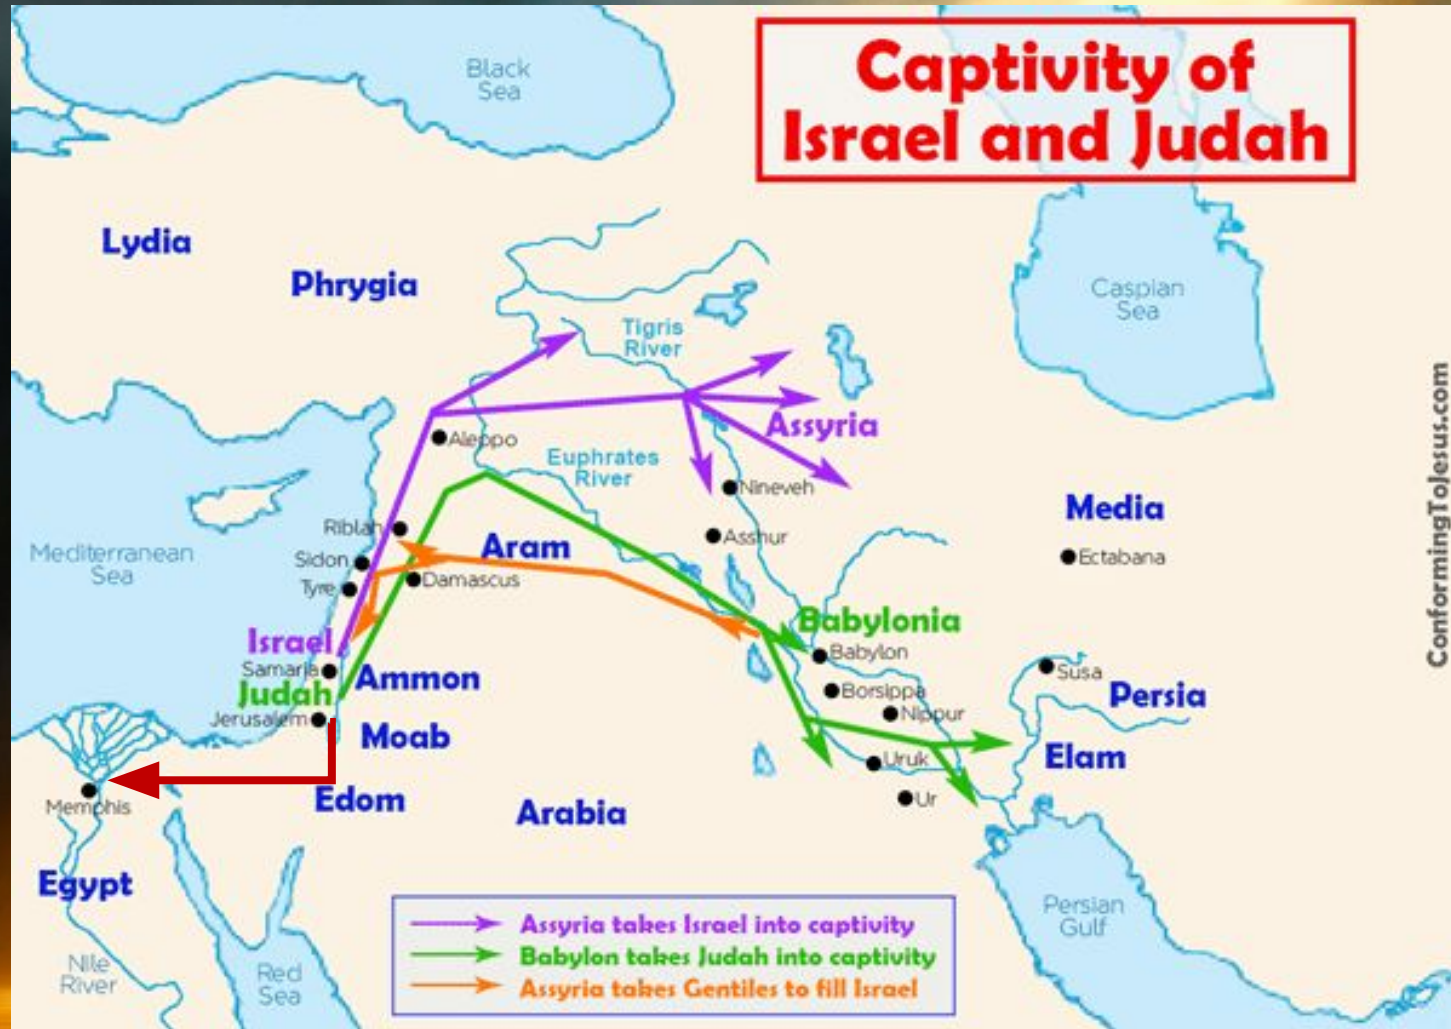 Captivity of
Israel and Judah
Black
Sea
Lydia
Phrygia
Caspian
Sea
Tigris
River
Assyria
Aleppo
Euphrates
River
Nineveh
Media
Riblah
Asshur
Aram
Ectabana
Mediterranean
Sea
Sidon
Tyre
Damascus
Babylonia
Israel
Babylon
Samaria
Ammon
Susa
Judah
Borsippa
Persia
Nippur
Jerusalem
Moab
Elam
Uruk
Memphis
Edom
Arabia
Ur
Egypt
Persian
Gulf
Nile
River
Red
Sea
Assyria takes Israel into captivity
Babylon takes Judah into captivity
Assyria takes Gentiles to fill Israel
ConformingToJesus.com